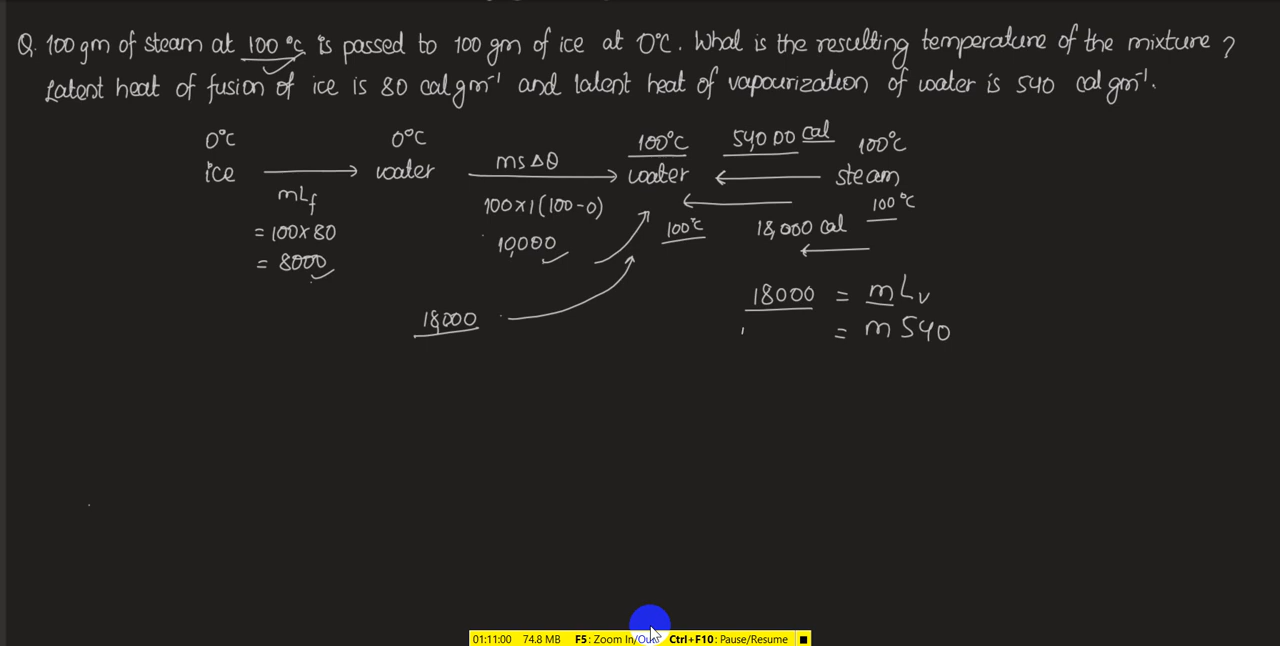 Q. 100 gm of steam at 100 °C is passed to 100 gm of ice at 0°C. What is the resulting temperature of the mixture ?
Latent heat of fusion of ice is 80 cal gm⁻¹ and latent heat of vapourization of water is 540 cal gm⁻¹.
0°C 0°C 100°C 54000 cal 100°C
ice water msΔθ water steam
mLf 100×1(100-0) 100°C
= 100×80 10,000 100°C 18,000 cal
= 8000
18000 = mLv
18,000 = m 540
01:11:00 74.8 MB F5: Zoom In/Out Ctrl+F10: Pause/Resume